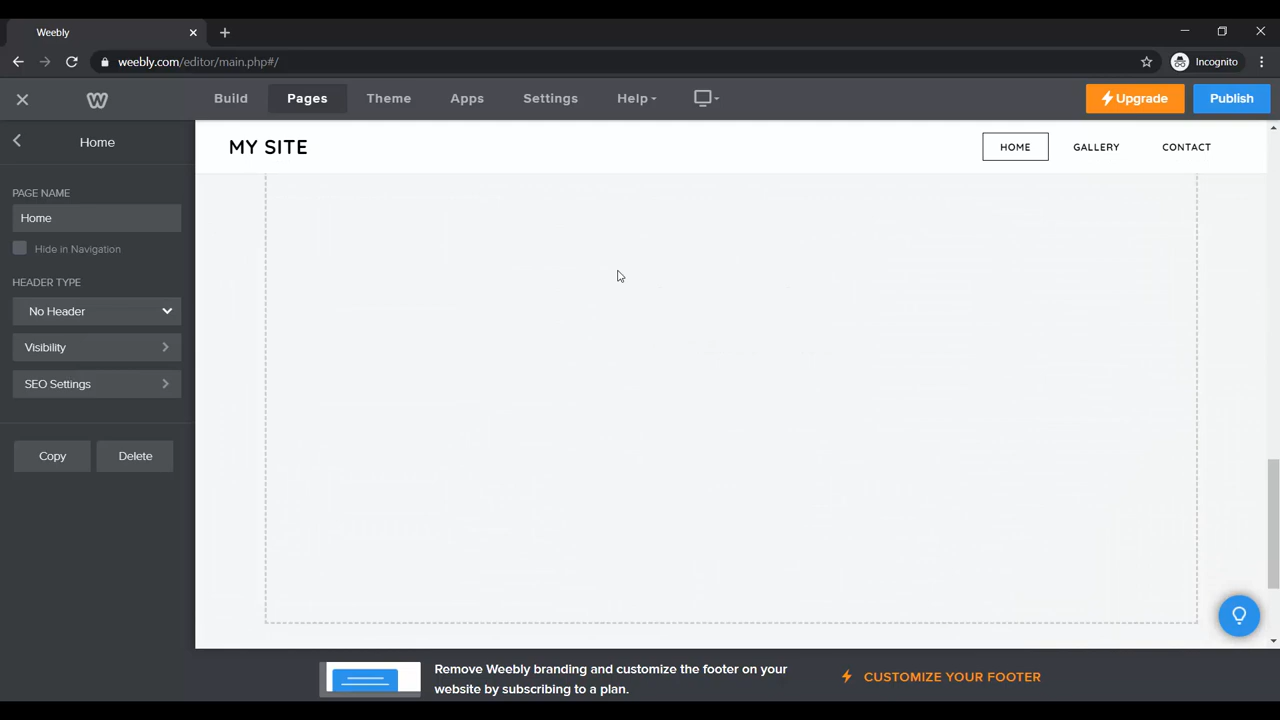 Weebly
weebly.com/editor/main.php#/
Incognito
Build
Pages
Theme
Apps
Settings
Help
Upgrade
Publish
Home
PAGE NAME
Home
Hide in Navigation
HEADER TYPE
No Header
Visibility
SEO Settings
Copy
Delete
MY SITE
HOME
GALLERY
CONTACT
Remove Weebly branding and customize the footer on your
website by subscribing to a plan.
CUSTOMIZE YOUR FOOTER